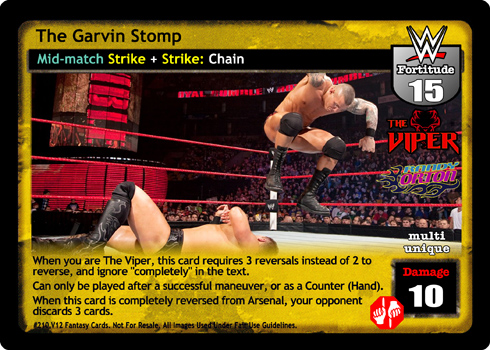 The Garvin Stomp
Mid-match Strike + Strike: Chain
W
Fortitude
15
THE
VIPER
RANDY
ORTON
multi
unique
When you are The Viper, this card requires 3 reversals instead of 2 to
reverse, and ignore "completely" in the text.
Can only be played after a successful maneuver, or as a Counter (Hand).
When this card is completely reversed from Arsenal, your opponent
discards 3 cards.
Damage
10
#210.V12 Fantasy Cards. Not For Resale. All Images Used Under Fair Use Guidelines.